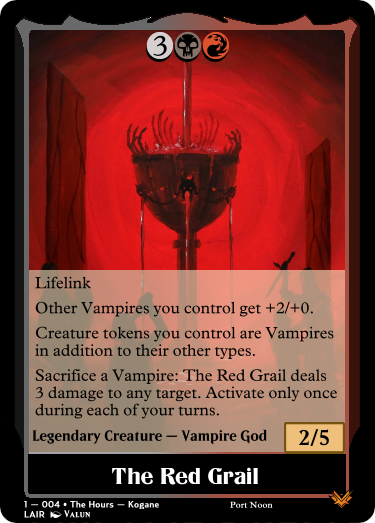 3
Lifelink
Other Vampires you control get +2/+0.
Creature tokens you control are Vampires
in addition to their other types.
Sacrifice a Vampire: The Red Grail deals
3 damage to any target. Activate only once
during each of your turns.
Legendary Creature — Vampire God
2/5
The Red Grail
1 — 004 • The Hours — Kogane
Port Noon
LAIR VALUN